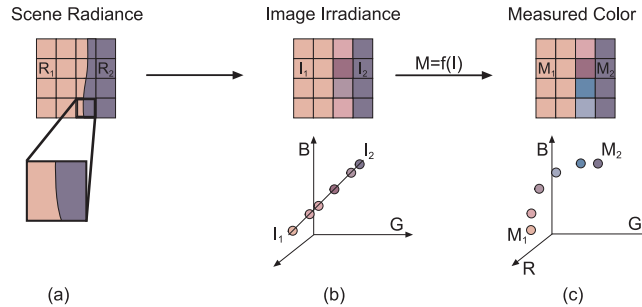 Scene Radiance
Image Irradiance
Measured Color
R₁
R₂
I₁
I₂
M=f(I)
M₁
M₂
B
I₂
G
I₁
B
M₂
G
M₁
R
(a)
(b)
(c)